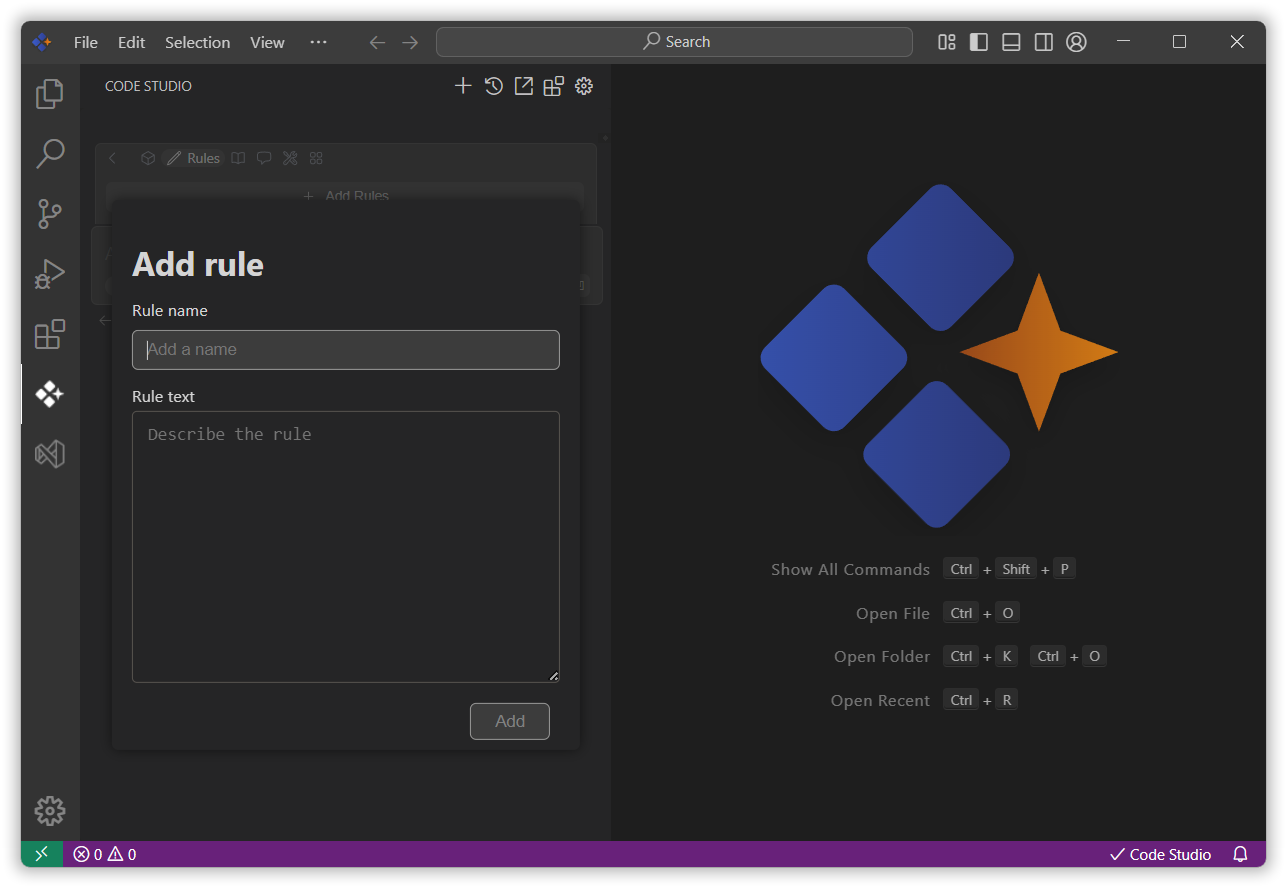 File Edit Selection View ··· Search
CODE STUDIO
Rules
+ Add Rules
Add rule
Rule name
Add a name
Rule text
Describe the rule
Add
Show All Commands Ctrl + Shift + P
Open File Ctrl + O
Open Folder Ctrl + K Ctrl + O
Open Recent Ctrl + R
0 0 Code Studio